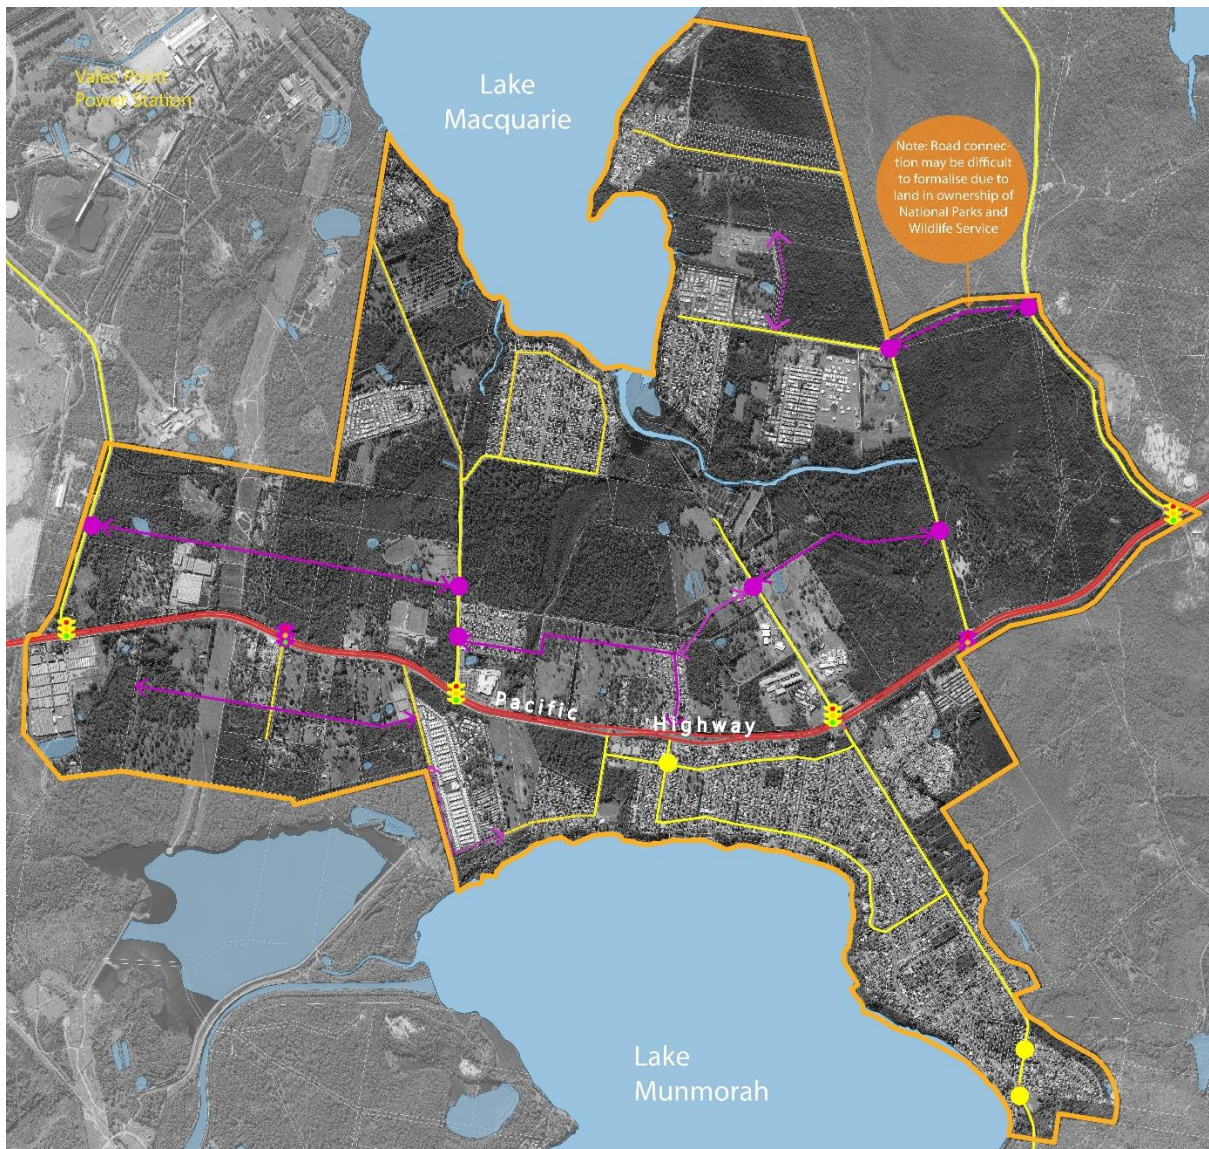 Vales Point
Power Station
Lake
Macquarie
Note: Road connec-
tion may be difficult
to formalise due to
land in ownership of
National Parks and
Wildlife Service
Pacific
Highway
Lake
Munmorah